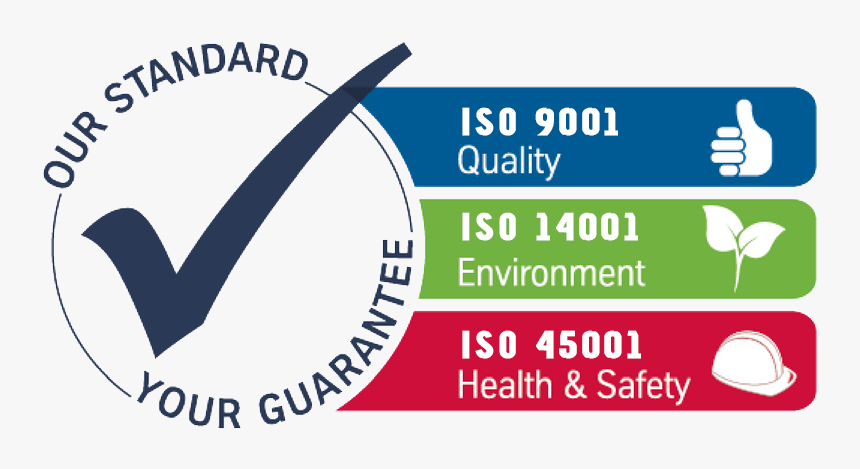 OUR STANDARD
YOUR GUARANTEE
ISO 9001
Quality
ISO 14001
Environment
ISO 45001
Health & Safety